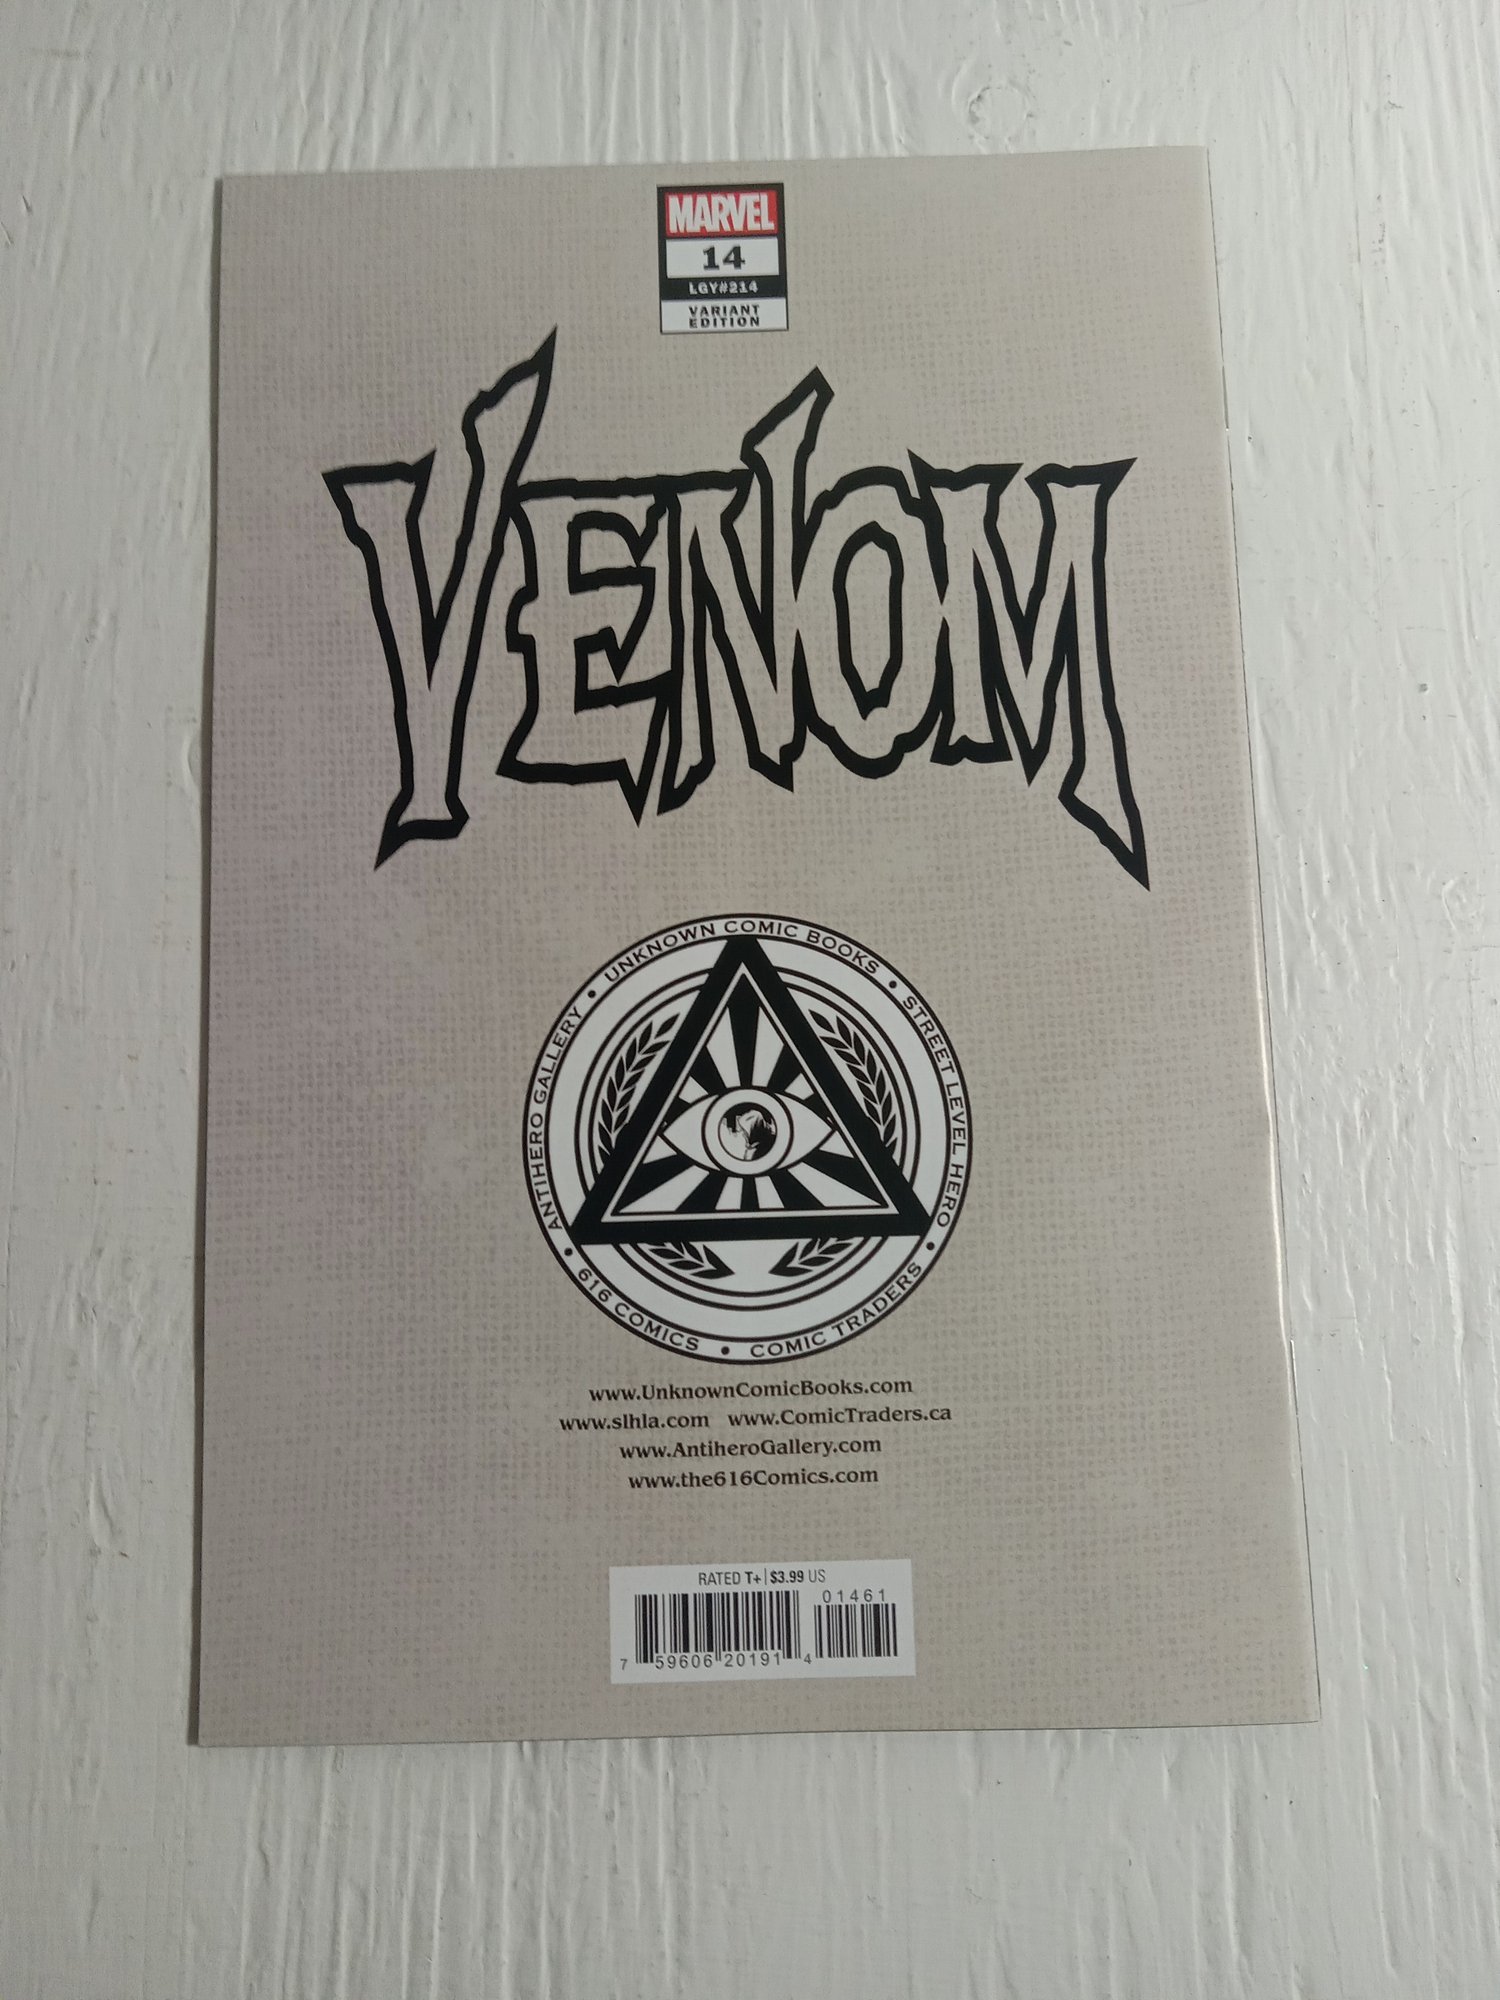 MARVEL
14
LGY#214
VARIANT
EDITION
VENOM
UNKNOWN COMIC BOOKS • STREET LEVEL HERO • COMIC TRADERS • 616 COMICS • ANTIHERO GALLERY •
www.UnknownComicBooks.com
www.slhla.com www.ComicTraders.ca
www.AntiheroGallery.com
www.the616Comics.com
RATED T+ | $3.99 US
01461
7 59606 20191 4